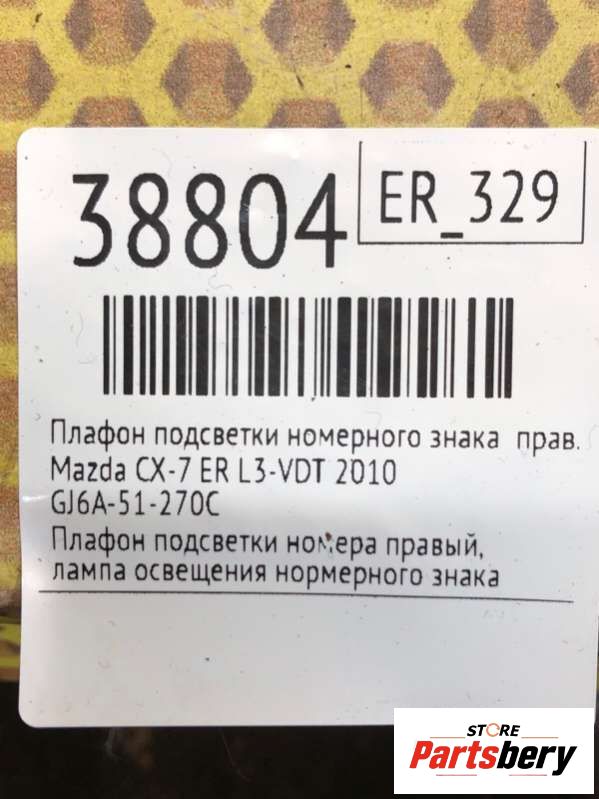 38804
ER_329
Плафон подсветки номерного знака прав.
Mazda CX-7 ER L3-VDT 2010
GJ6A-51-270C
Плафон подсветки номера правый,
лампа освещения нормерного знака
STORE
Partsbery